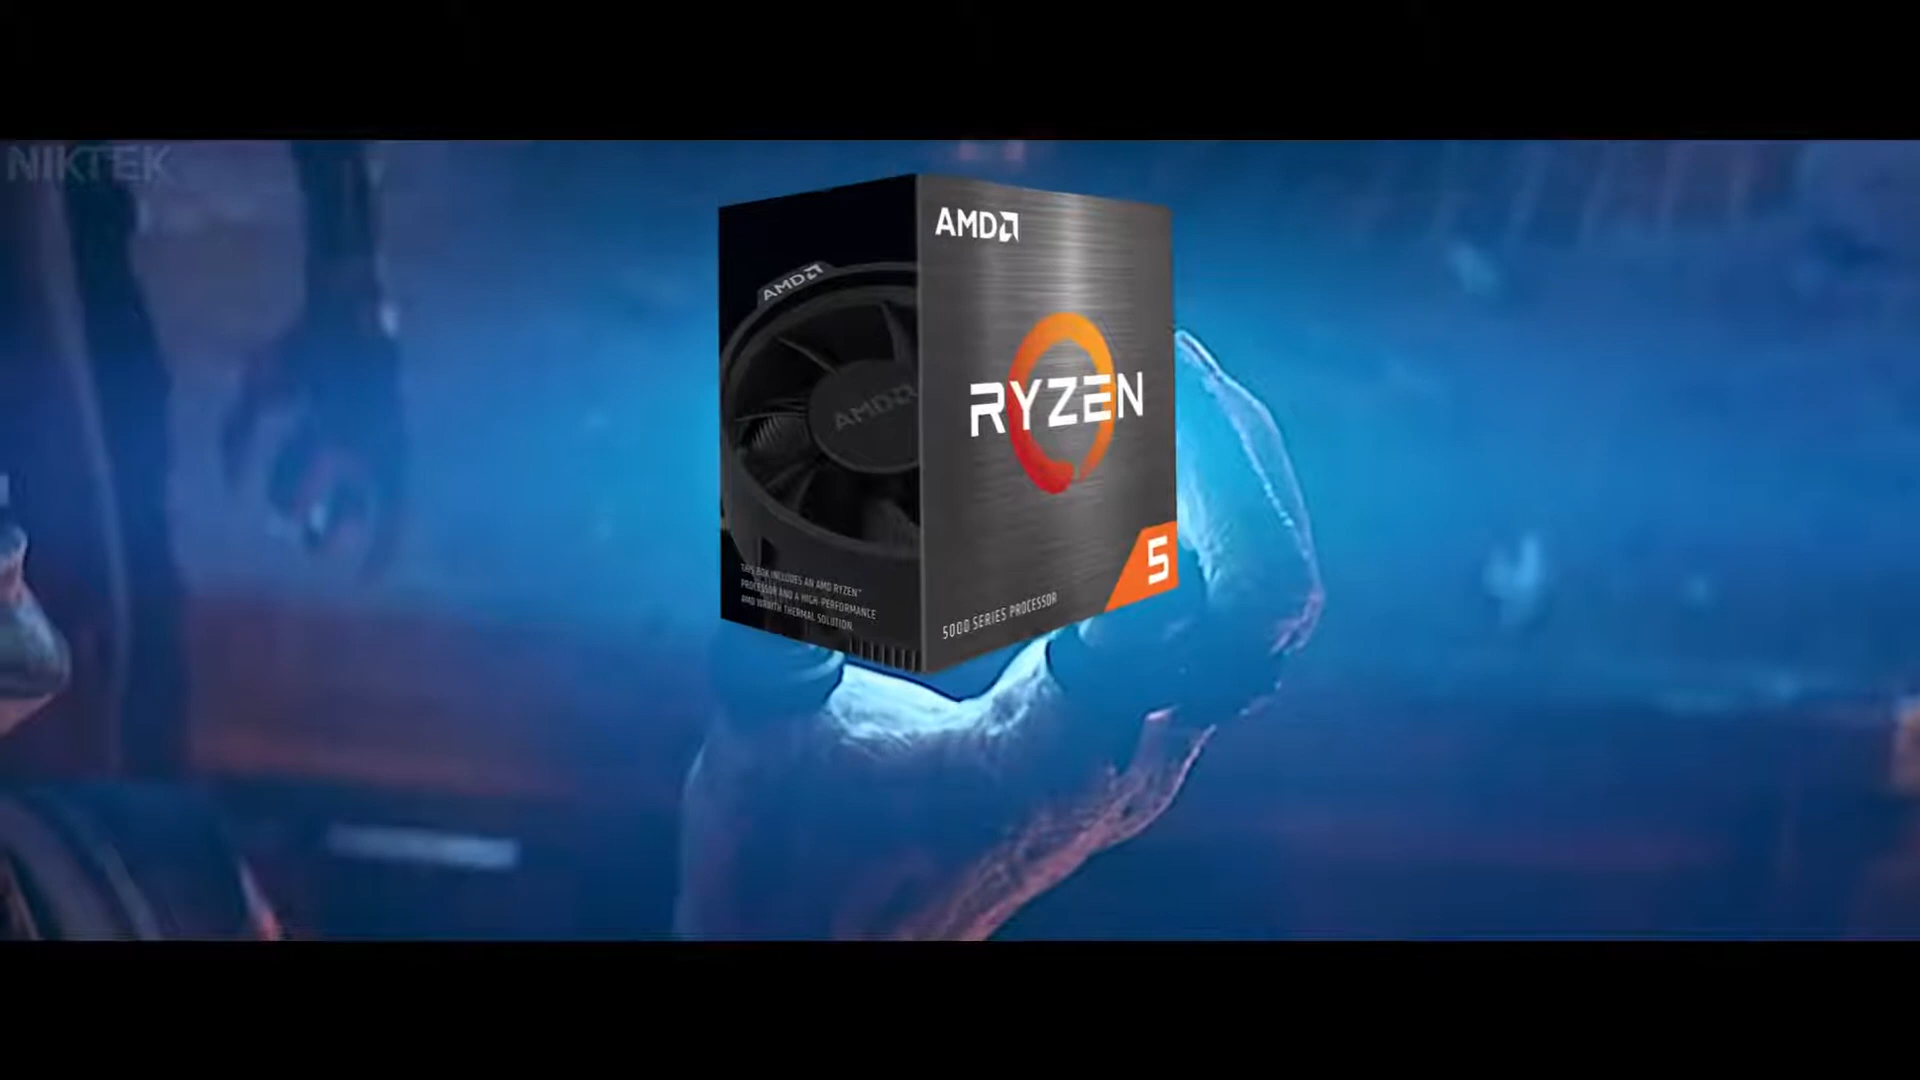 NIKTEK
AMD
AMD
AMD
RYZEN
5
THIS BOX INCLUDES AN AMD RYZEN™
PROCESSOR AND A HIGH-PERFORMANCE
AMD WRAITH THERMAL SOLUTION.
5000 SERIES PROCESSOR